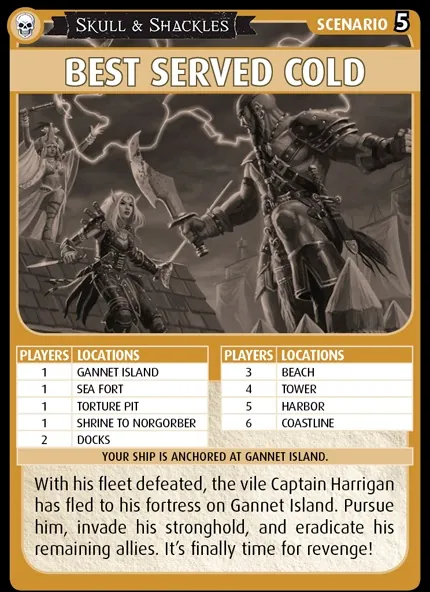 SKULL & SHACKLES
SCENARIO 5
BEST SERVED COLD
PLAYERS LOCATIONS
1 GANNET ISLAND
1 SEA FORT
1 TORTURE PIT
1 SHRINE TO NORGORBER
2 DOCKS
PLAYERS LOCATIONS
3 BEACH
4 TOWER
5 HARBOR
6 COASTLINE
YOUR SHIP IS ANCHORED AT GANNET ISLAND.
With his fleet defeated, the vile Captain Harrigan
has fled to his fortress on Gannet Island. Pursue
him, invade his stronghold, and eradicate his
remaining allies. It's finally time for revenge!